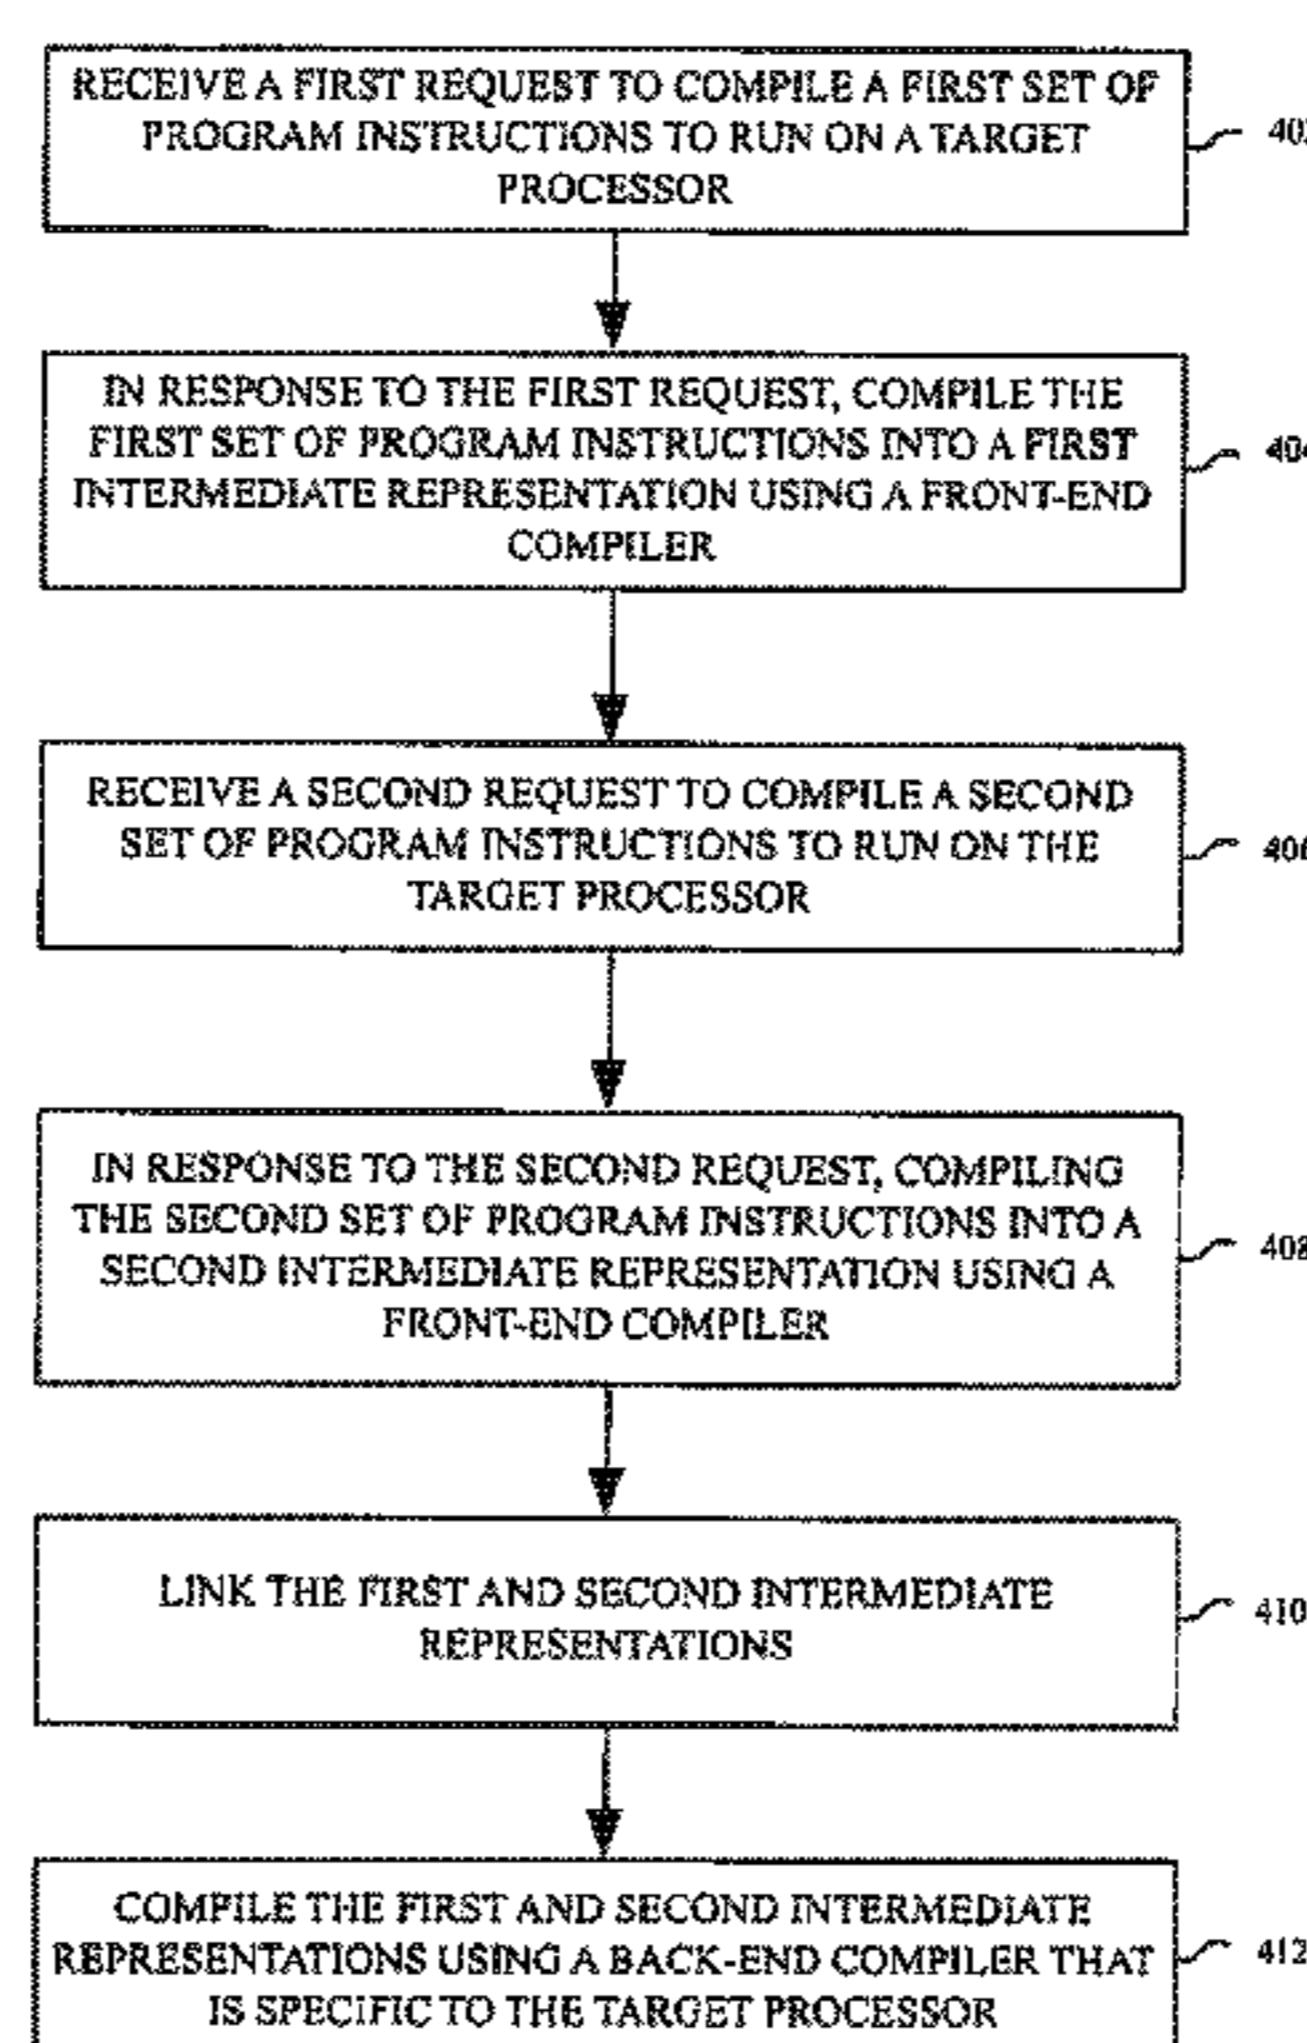 RECEIVE A FIRST REQUEST TO COMPILE A FIRST SET OF
PROGRAM INSTRUCTIONS TO RUN ON A TARGET
PROCESSOR
IN RESPONSE TO THE FIRST REQUEST, COMPILE THE
FIRST SET OF PROGRAM INSTRUCTIONS INTO A FIRST
INTERMEDIATE REPRESENTATION USING A FRONT-END
COMPILER
404
RECEIVE A SECOND REQUEST TO COMPILE A SECOND
SET OF PROGRAM INSTRUCTIONS TO RUN ON THE
TARGET PROCESSOR
406
IN RESPONSE TO THE SECOND REQUEST, COMPILING
THE SECOND SET OF PROGRAM INSTRUCTIONS INTO A
SECOND INTERMEDIATE REPRESENTATION USING A
FRONT-END COMPILER
408
LINK THE FIRST AND SECOND INTERMEDIATE
REPRESENTATIONS
410
COMPILE THE FIRST AND SECOND INTERMEDIATE
REPRESENTATIONS USING A BACK-END COMPILER THAT
IS SPECIFIC TO THE TARGET PROCESSOR
412